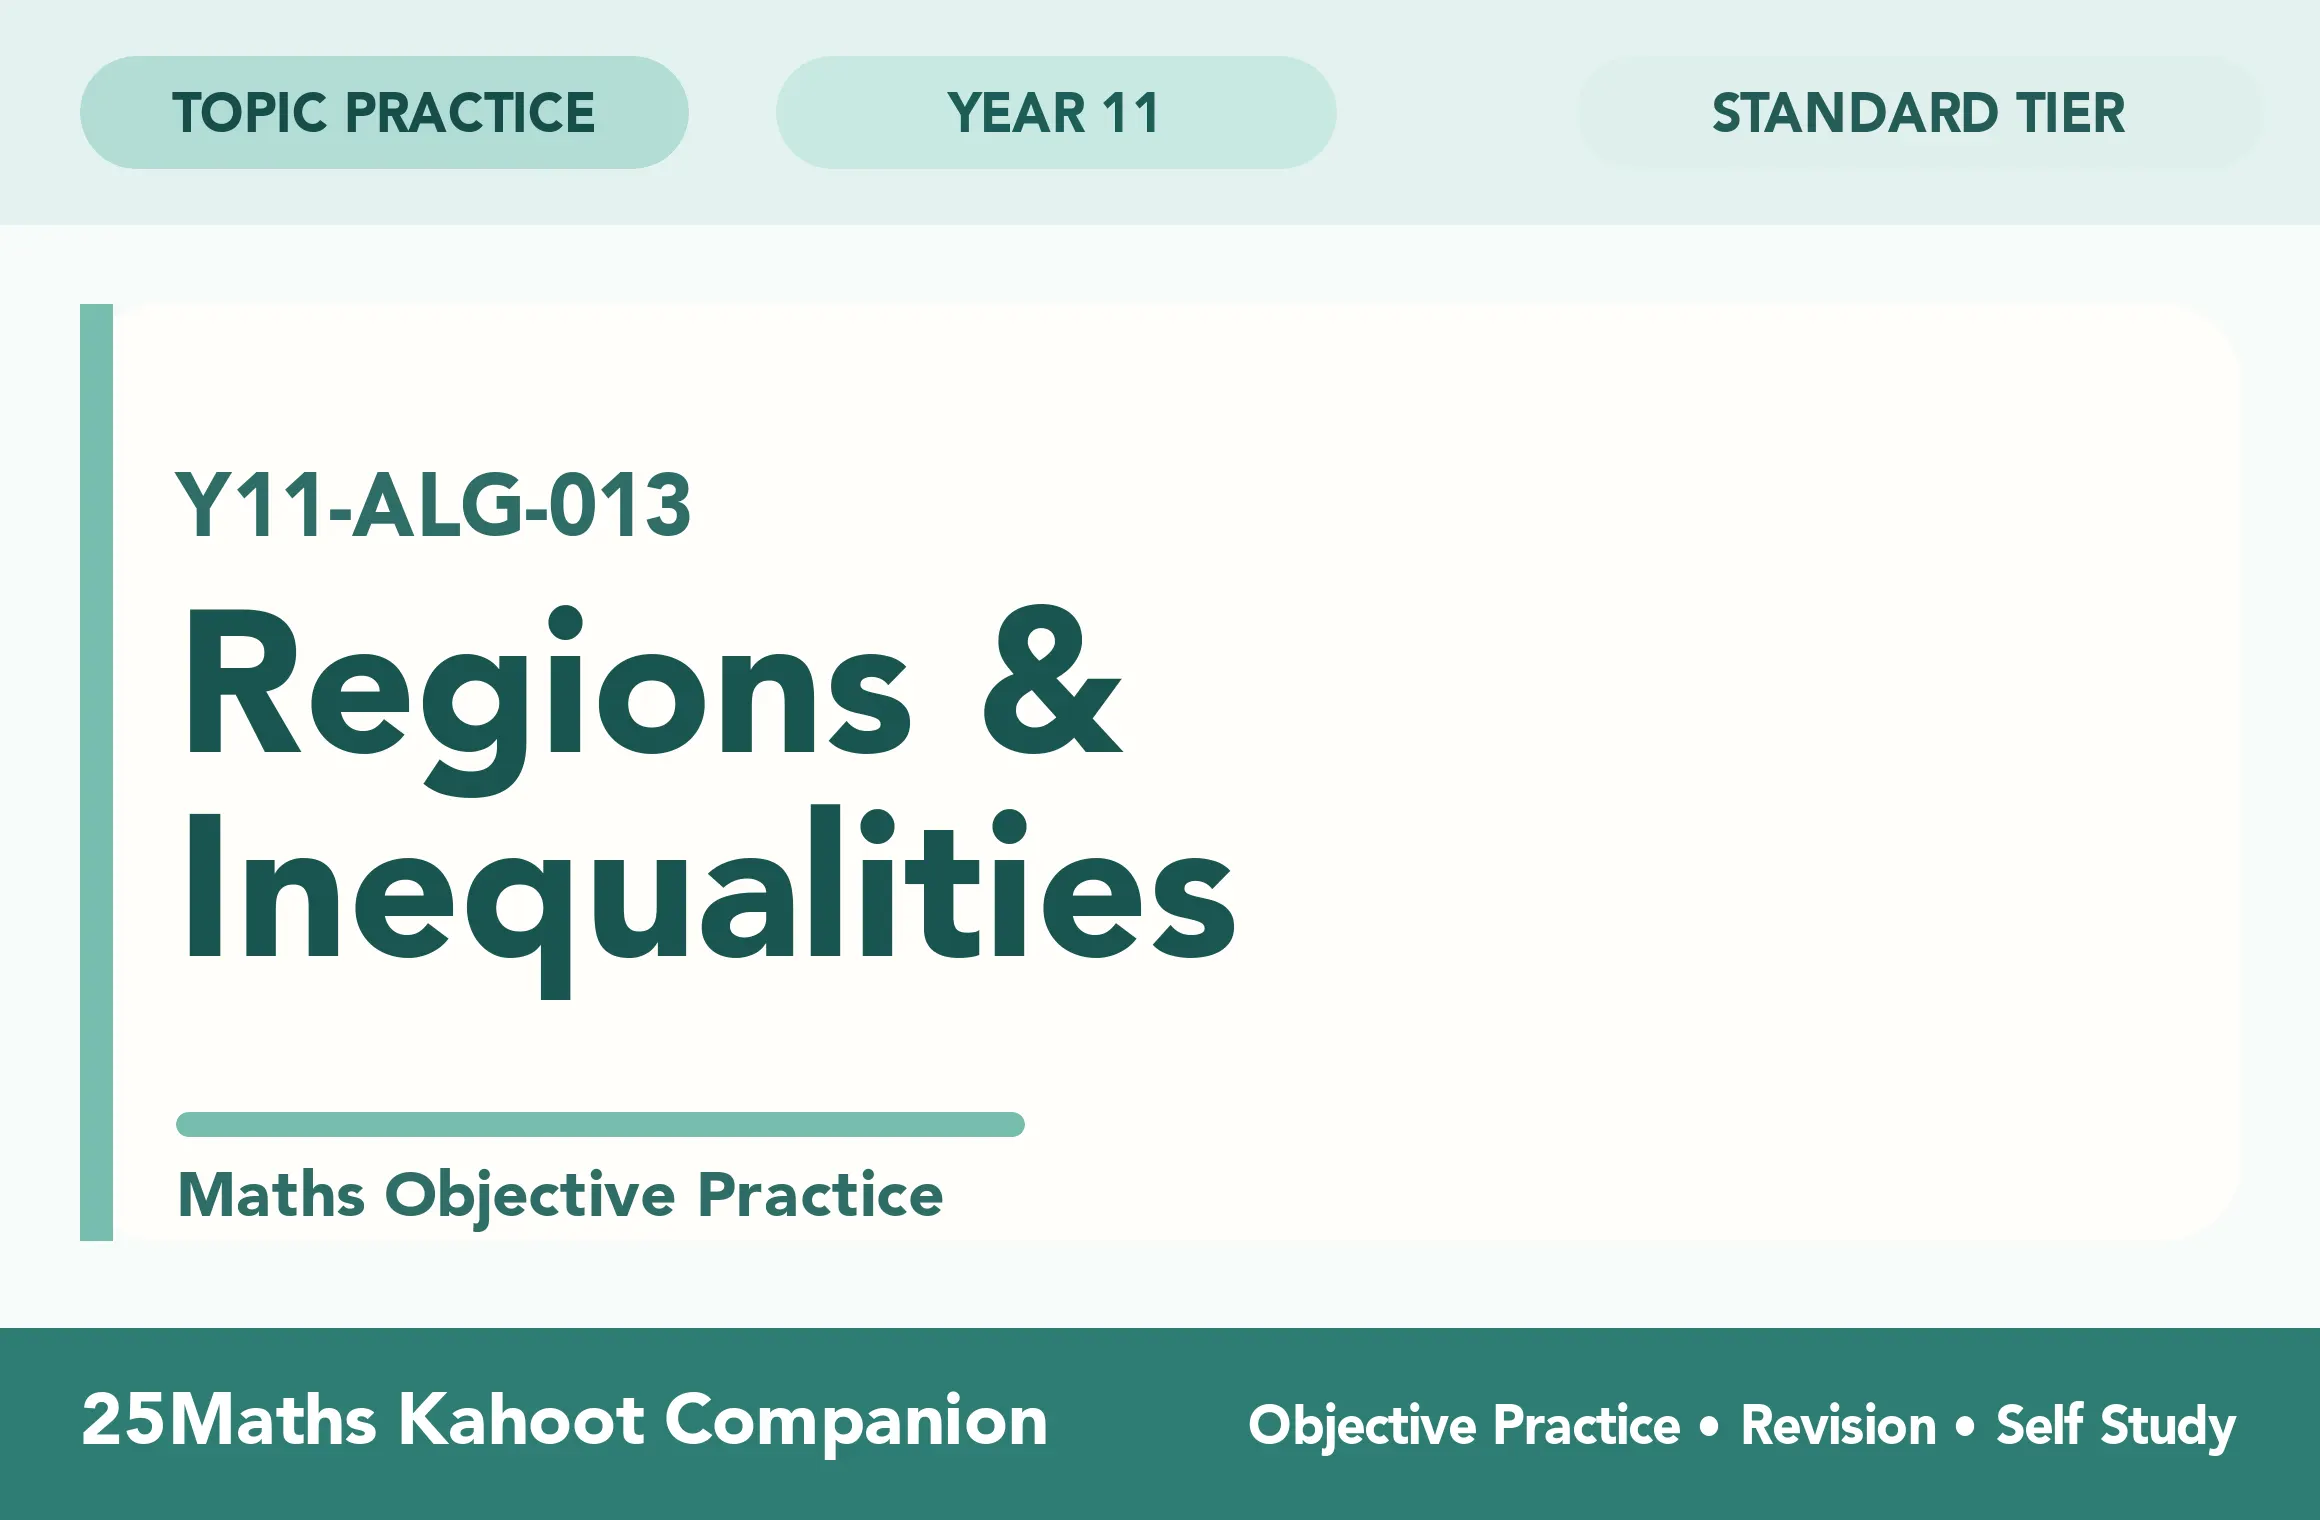 TOPIC PRACTICE
YEAR 11
STANDARD TIER
Y11-ALG-013
Regions &
Inequalities
Maths Objective Practice
25Maths Kahoot Companion
Objective Practice • Revision • Self Study